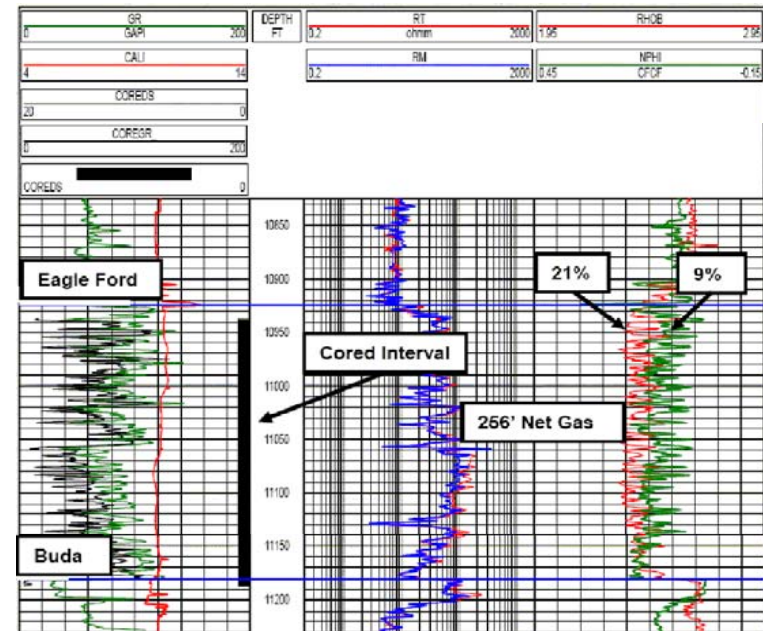 GR
0 GAPI 200
CALI
4 14
COREDS
20 0
COREGR_
0 200
COREDS 0
DEPTH
FT
RT
0.2 ohmm 2000
RM
0.2 2000
RHOB
1.95 2.95
NPHI
0.45 CFCF -0.15
10850
10900
10950
11000
11050
11100
11150
11200
Eagle Ford
Cored Interval
21%
9%
256' Net Gas
Buda